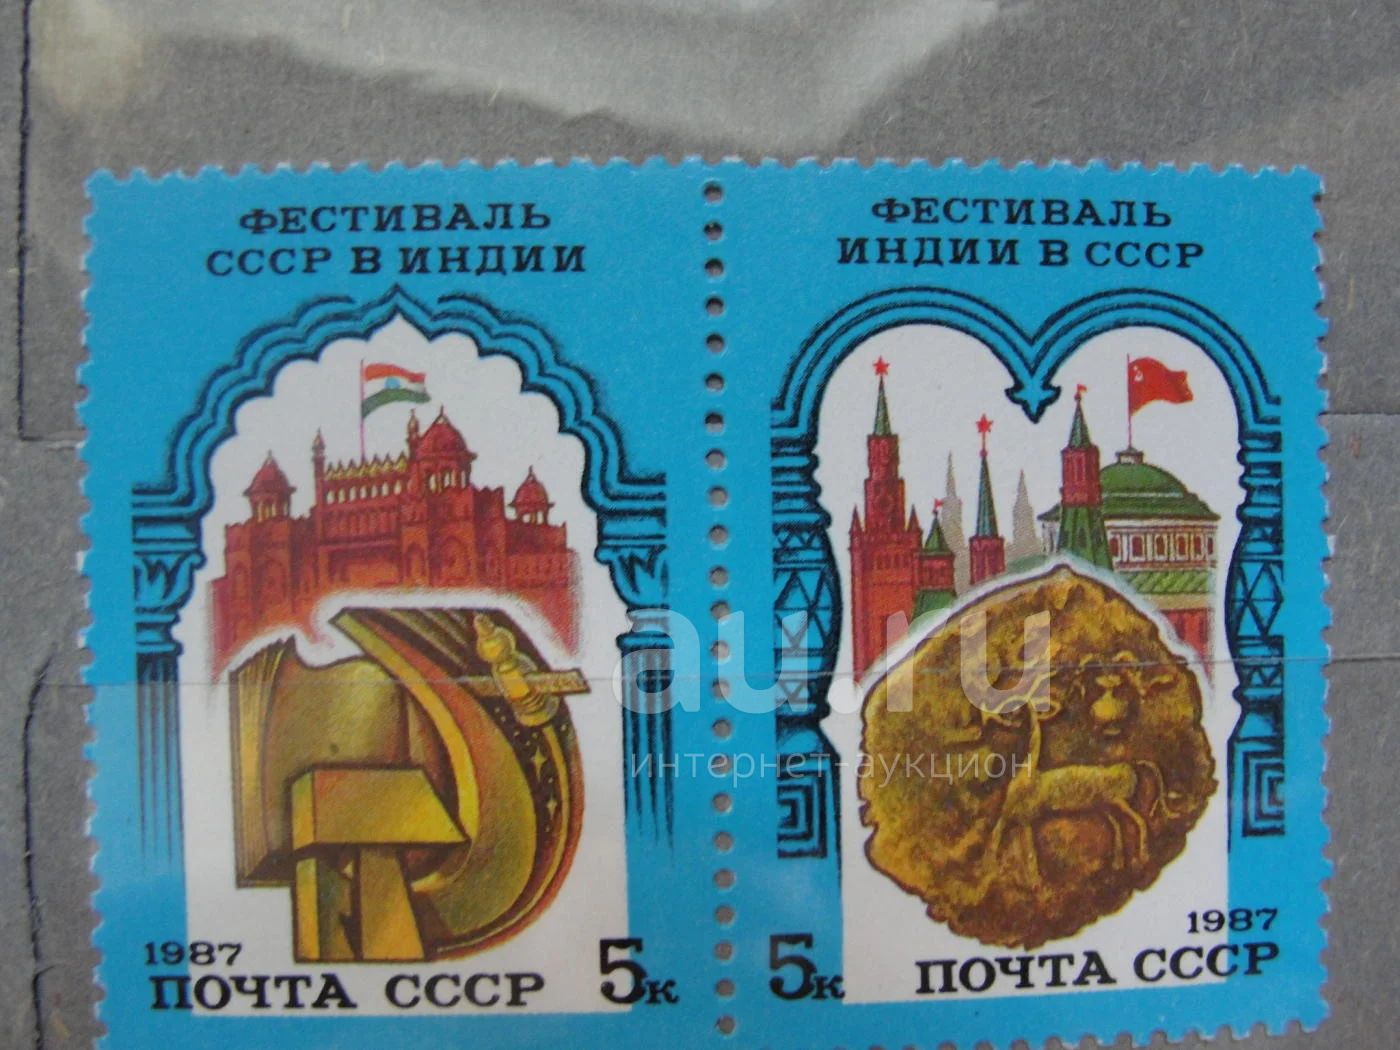 ФЕСТИВАЛЬ
СССР В ИНДИИ
1987
ПОЧТА СССР
5к
ФЕСТИВАЛЬ
ИНДИИ В СССР
5к
1987
ПОЧТА СССР
au.ru
интернет-аукцион